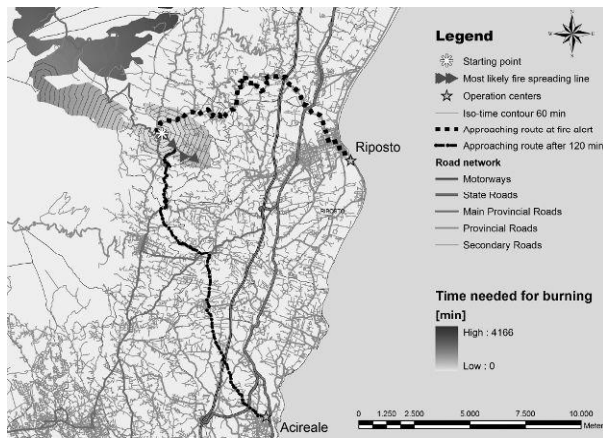 Legend
Starting point
Most likely fire spreading line
Operation centers
Iso-time contour 60 min
Approaching route at fire alert
Approaching route after 120 min
Road network
Motorways
State Roads
Main Provincial Roads
Provincial Roads
Secondary Roads
Riposto
Time needed for burning
[min]
High : 4166
Low : 0
0 1.250 2.500 5.000 7.500 10.000
Meter
Acireale